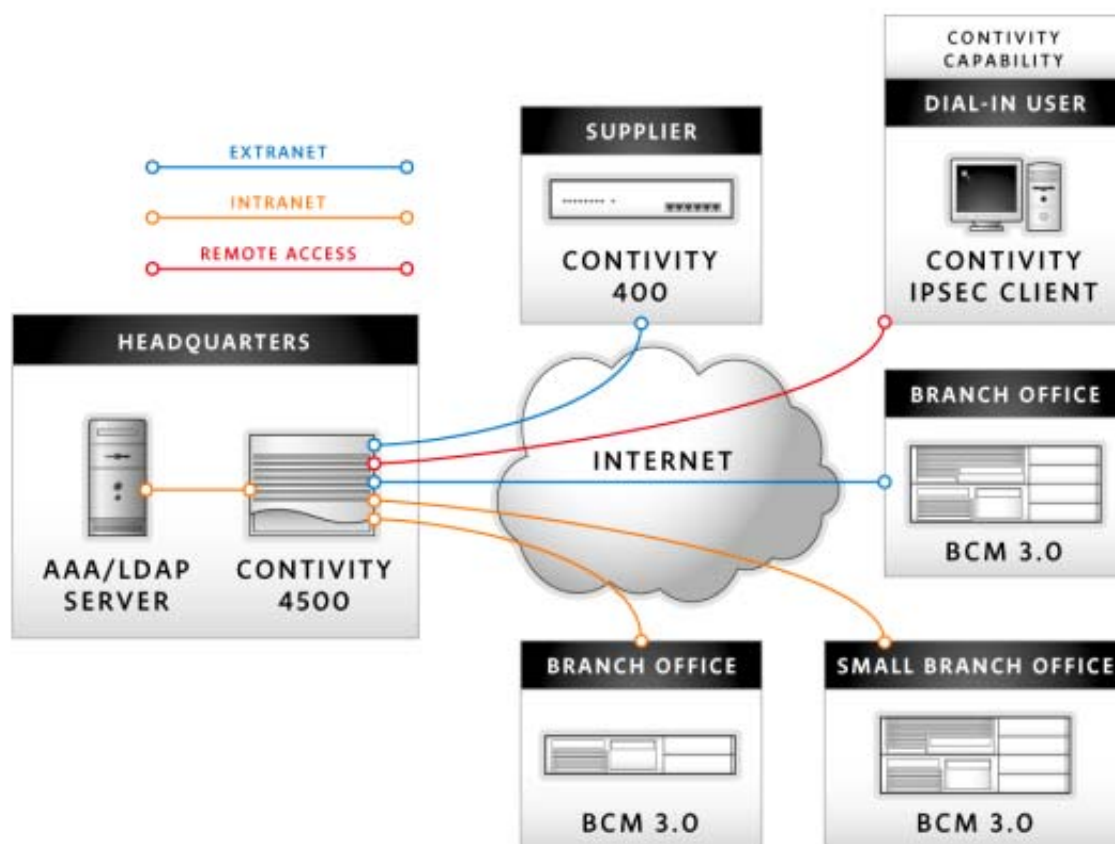 CONTIVITY
CAPABILITY
DIAL-IN USER
CONTIVITY
IPSEC CLIENT
SUPPLIER
CONTIVITY
400
EXTRANET
INTRANET
REMOTE ACCESS
HEADQUARTERS
AAA/LDAP
SERVER
CONTIVITY
4500
INTERNET
BRANCH OFFICE
BCM 3.0
BRANCH OFFICE
BCM 3.0
SMALL BRANCH OFFICE
BCM 3.0